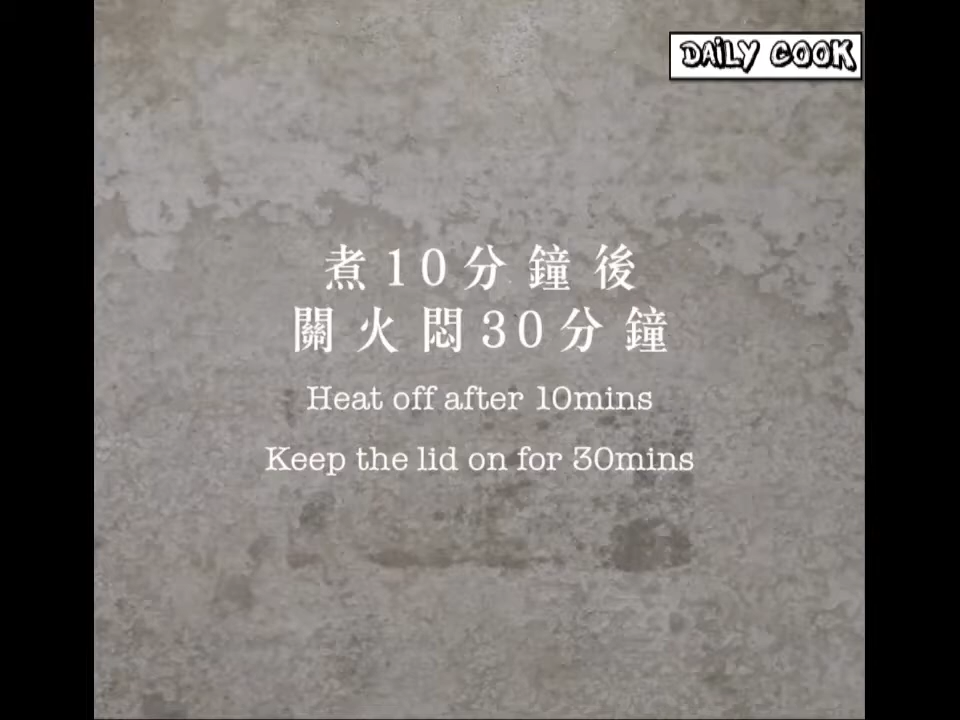 DAILY COOK
煮10分鐘後
關火悶30分鐘
Heat off after 10mins
Keep the lid on for 30mins